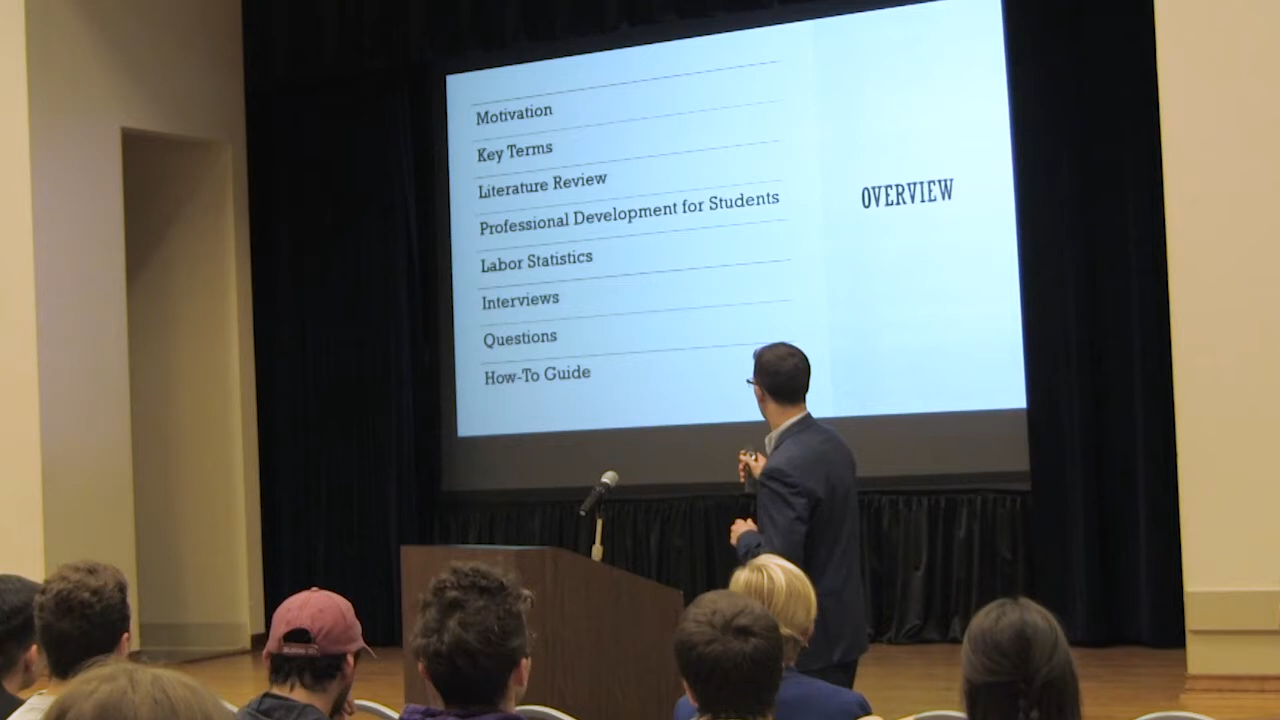 Motivation
Key Terms
Literature Review
Professional Development for Students
Labor Statistics
Interviews
Questions
How-To Guide
OVERVIEW